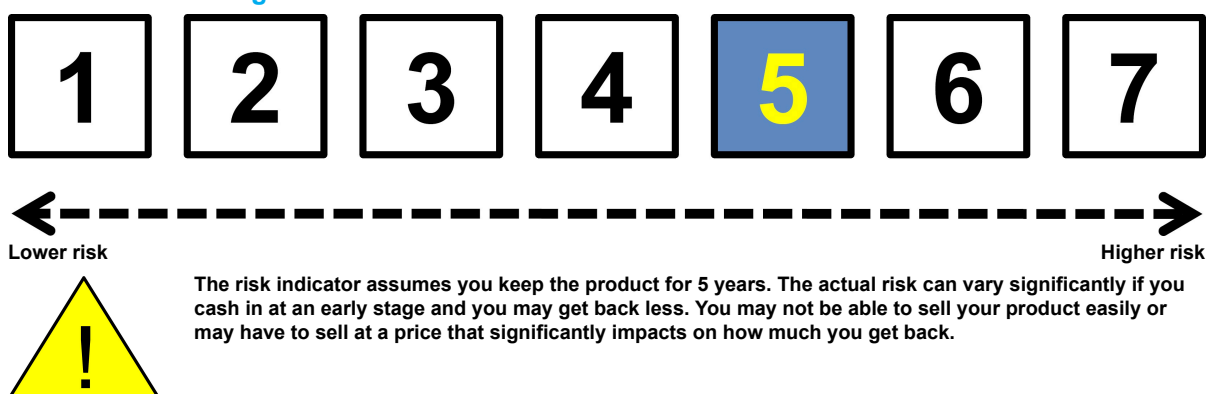 1 2 3 4 5 6 7
Lower risk Higher risk
The risk indicator assumes you keep the product for 5 years. The actual risk can vary significantly if you
cash in at an early stage and you may get back less. You may not be able to sell your product easily or
may have to sell at a price that significantly impacts on how much you get back.
!